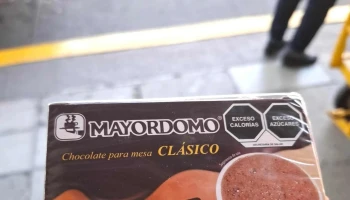 MAYORDOMO
EXCESO CALORÍAS
EXCESO AZÚCARES
Chocolate para mesa CLÁSICO